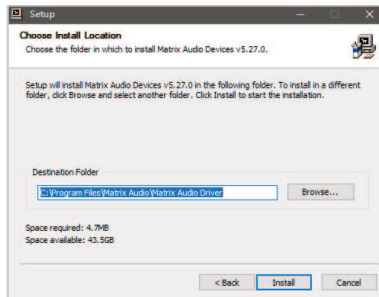 Setup
Choose Install Location
Choose the folder in which to install Matrix Audio Devices v5.27.0.
Setup will install Matrix Audio Devices v5.27.0 in the following folder. To install in a different
folder, click Browse and select another folder. Click Install to start the installation.
Destination Folder
C:\Program Files\Matrix Audio\Matrix Audio Driver
Browse...
Space required: 4.7MB
Space available: 43.5GB
< Back
Install
Cancel